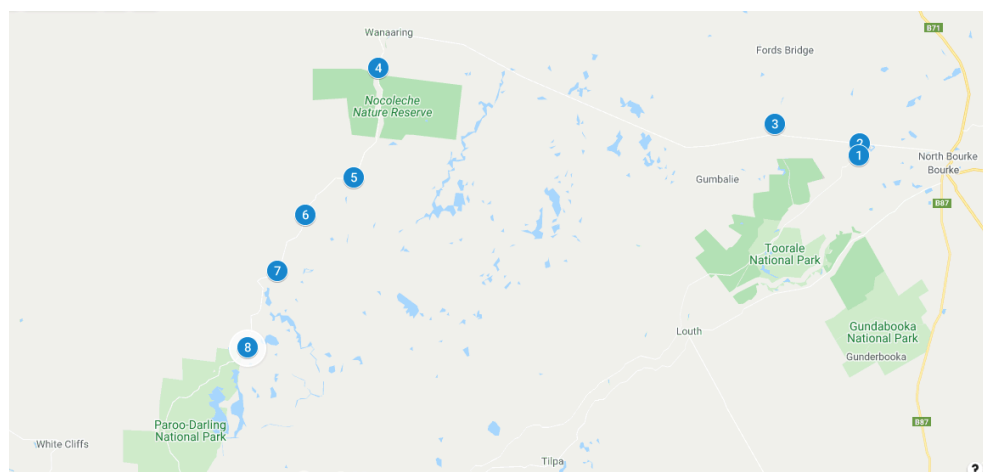 B71
Wanaaring
Fords Bridge
4
Nocoleche
Nature Reserve
3
2
1
North Bourke
Bourke
5
Gumbalie
B87
6
Toorale
National Park
7
Louth
Gundabooka
National Park
8
Gunderbooka
B87
Paroo-Darling
National Park
White Cliffs
Tilpa
?